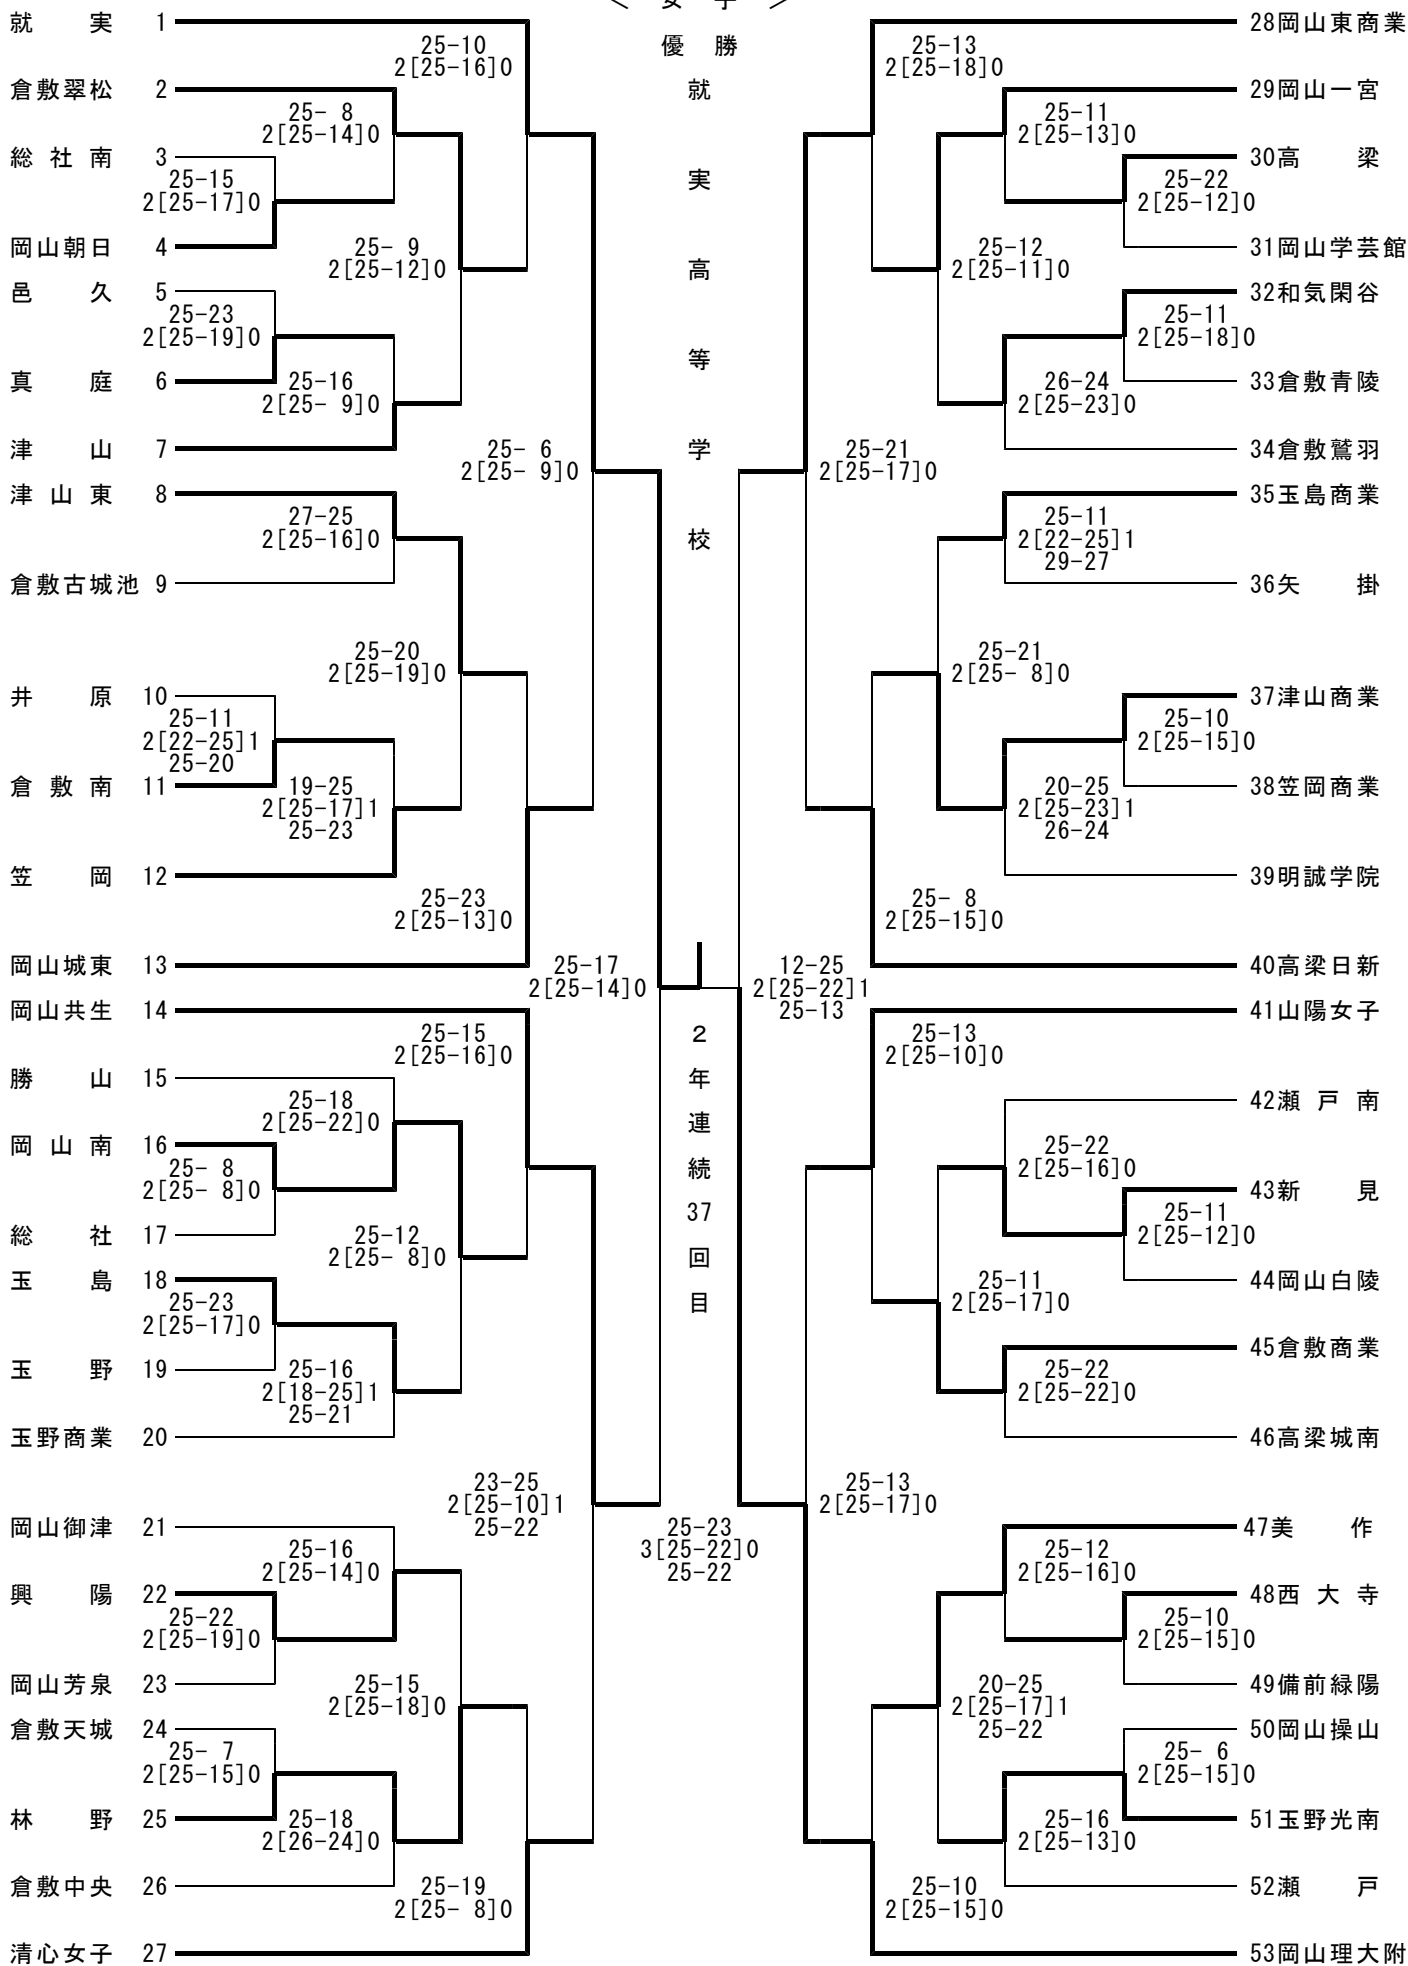 ＜ 女 子 ＞
優 勝
就
実
高
等
学
校
2
年
連
続
37
回
目
就 実 1
25-10
2[25-16]0
倉敷翠松 2
25- 8
2[25-14]0
総社南 3
25-15
2[25-17]0
岡山朝日 4
25- 9
2[25-12]0
邑久 5
25-23
2[25-19]0
真庭 6
25-16
2[25- 9]0
津山 7
25- 6
2[25- 9]0
津山東 8
27-25
2[25-16]0
倉敷古城池 9
25-20
2[25-19]0
井原 10
25-11
2[22-25]1
25-20
倉敷南 11
19-25
2[25-17]1
25-23
笠岡 12
25-23
2[25-13]0
岡山城東 13
25-17
2[25-14]0
岡山共生 14
25-15
2[25-16]0
勝山 15
25-18
2[25-22]0
岡山南 16
25- 8
2[25- 8]0
総社 17
25-12
2[25- 8]0
玉島 18
25-23
2[25-17]0
玉野 19
25-16
2[18-25]1
25-21
玉野商業 20
23-25
2[25-10]1
25-22
岡山御津 21
25-16
2[25-14]0
興陽 22
25-22
2[25-19]0
岡山芳泉 23
25-15
2[25-18]0
倉敷天城 24
25- 7
2[25-15]0
林野 25
25-18
2[26-24]0
倉敷中央 26
25-19
2[25- 8]0
清心女子 27
25-23
3[25-22]0
25-22
28岡山東商業
25-13
2[25-18]0
29岡山一宮
25-11
2[25-13]0
30高梁
25-22
2[25-12]0
31岡山学芸館
25-12
2[25-11]0
32和気閑谷
25-11
2[25-18]0
33倉敷青陵
26-24
2[25-23]0
34倉敷鷲羽
25-21
2[25-17]0
35玉島商業
25-11
2[22-25]1
29-27
36矢掛
25-21
2[25- 8]0
37津山商業
25-10
2[25-15]0
38笠岡商業
20-25
2[25-23]1
26-24
39明誠学院
25- 8
2[25-15]0
40高梁日新
12-25
2[25-22]1
25-13
41山陽女子
25-13
2[25-10]0
42瀬戸南
25-22
2[25-16]0
43新見
25-11
2[25-12]0
44岡山白陵
25-11
2[25-17]0
45倉敷商業
25-22
2[25-22]0
46高梁城南
25-13
2[25-17]0
47美作
25-12
2[25-16]0
48西大寺
25-10
2[25-15]0
49備前緑陽
20-25
2[25-17]1
25-22
50岡山操山
25- 6
2[25-15]0
51玉野光南
25-16
2[25-13]0
52瀬戸
25-10
2[25-15]0
53岡山理大附